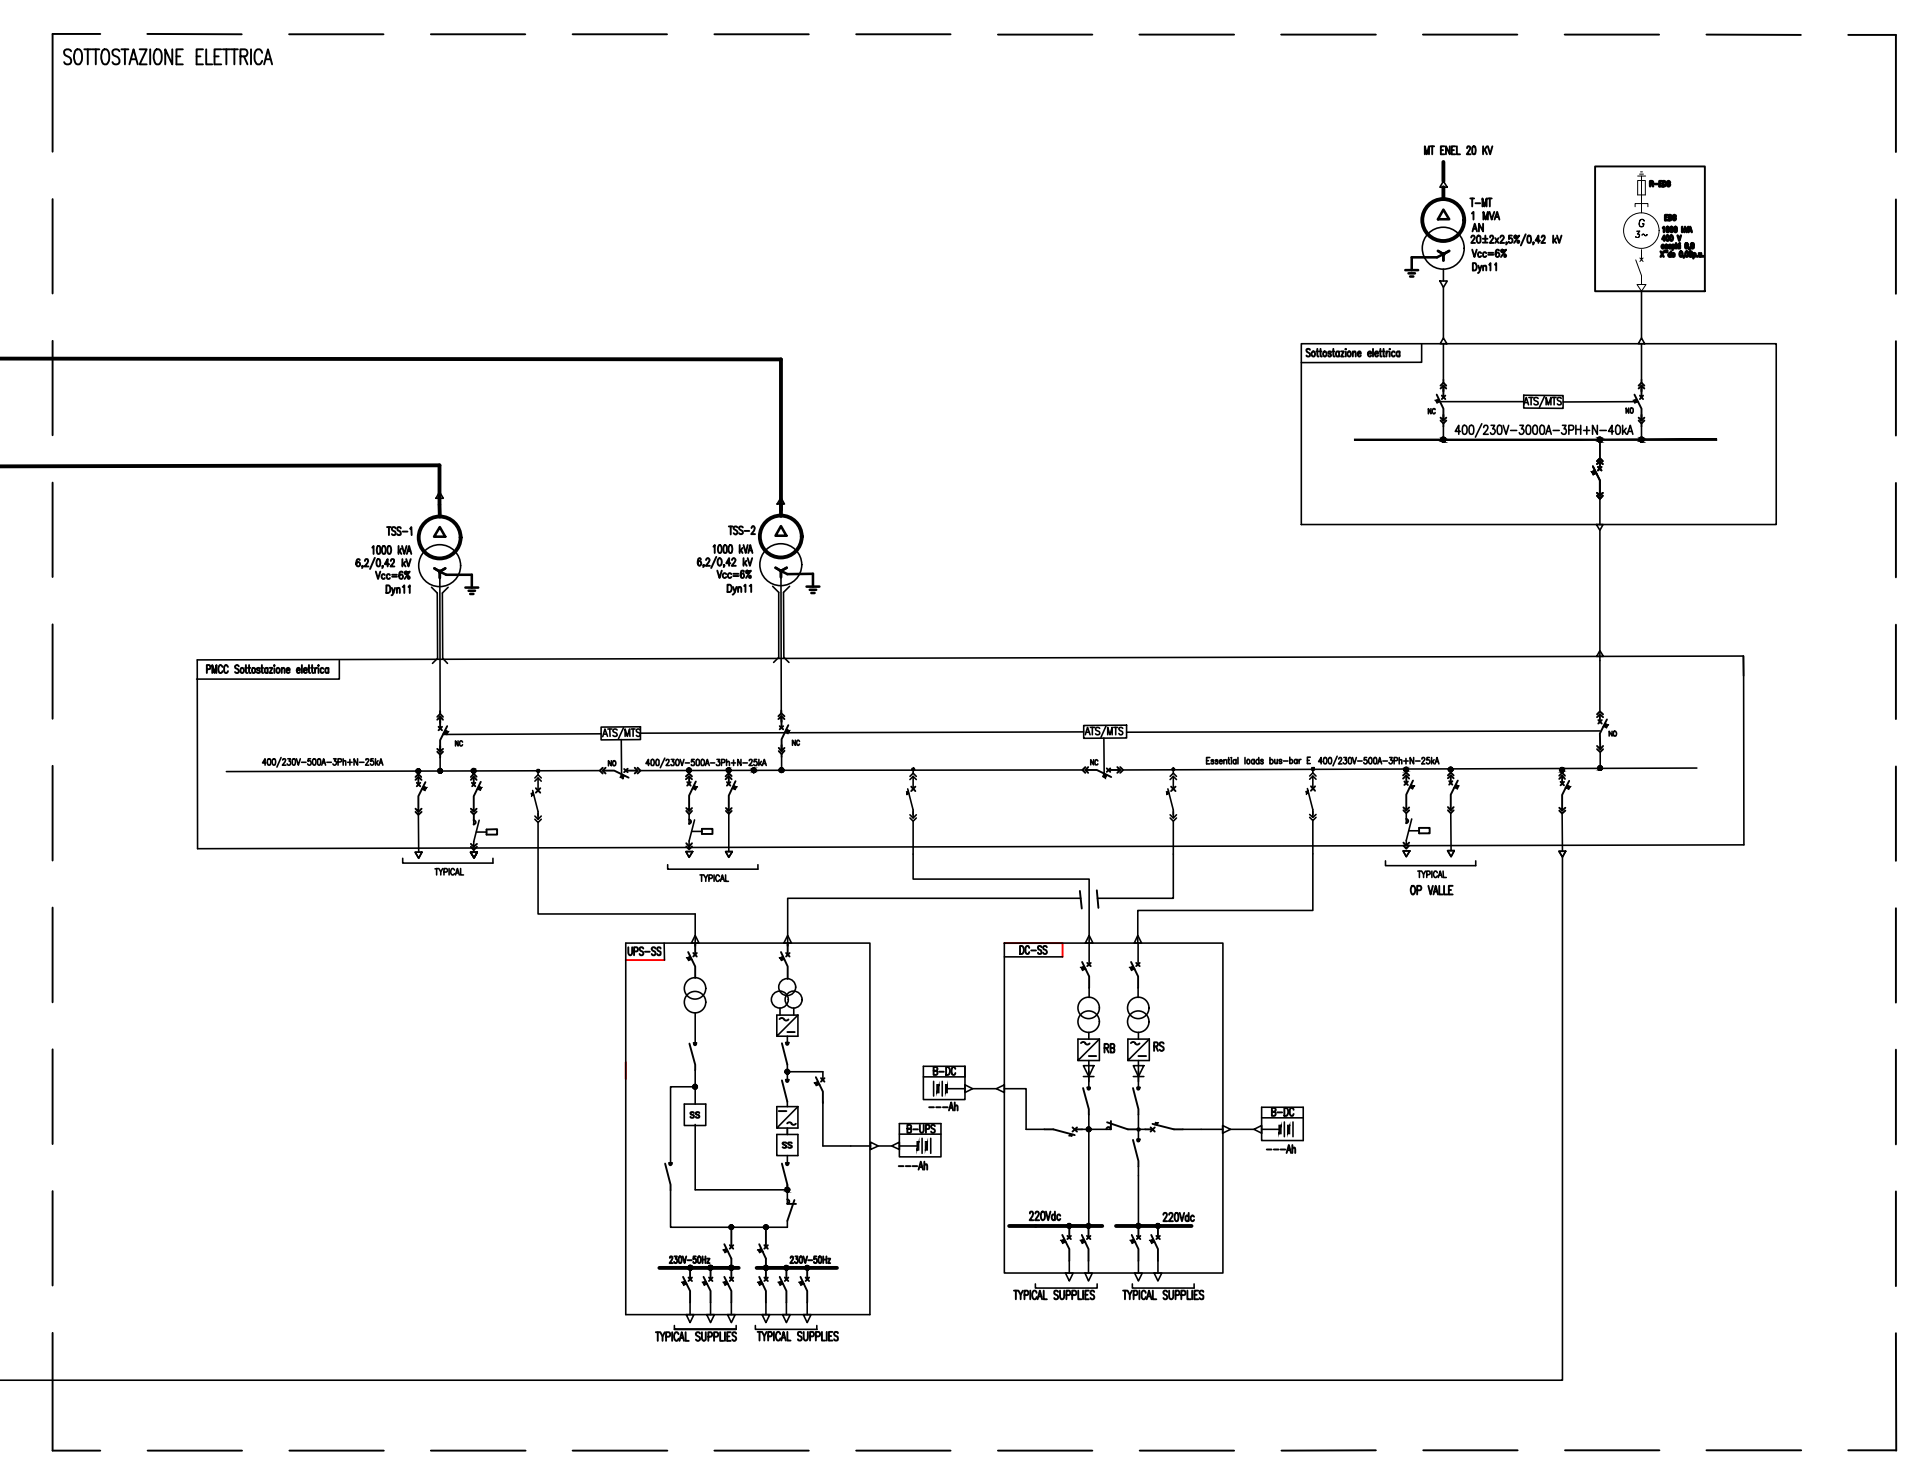 SOTTOSTAZIONE ELETTRICA
MT ENEL 20 KV
T-MT
1 MVA
AN
20±2x2,5%/0,42 kV
Vcc=6%
Dyn11
R-EDG
G
3~
EDG
400 V
Sottostazione elettrica
ATS/MTS
NC
NO
400/230V-3000A-3PH+N-40kA
TSS-1
1000 kVA
6,2/0,42 kV
Vcc=6%
Dyn11
TSS-2
1000 kVA
6,2/0,42 kV
Vcc=6%
Dyn11
PMCC Sottostazione elettrica
ATS/MTS
ATS/MTS
NC
NC
NO
400/230V-500A-3Ph+N-25kA
NO
400/230V-500A-3Ph+N-25kA
NC
Essential loads bus-bar E 400/230V-500A-3Ph+N-25kA
TYPICAL
TYPICAL
TYPICAL
OP VALLE
UPS-SS
DC-SS
RB
RS
B-DC
---Ah
SS
SS
B-UPS
---Ah
B-DC
---Ah
220Vdc
220Vdc
230V-50Hz
230V-50Hz
TYPICAL SUPPLIES
TYPICAL SUPPLIES
TYPICAL SUPPLIES
TYPICAL SUPPLIES